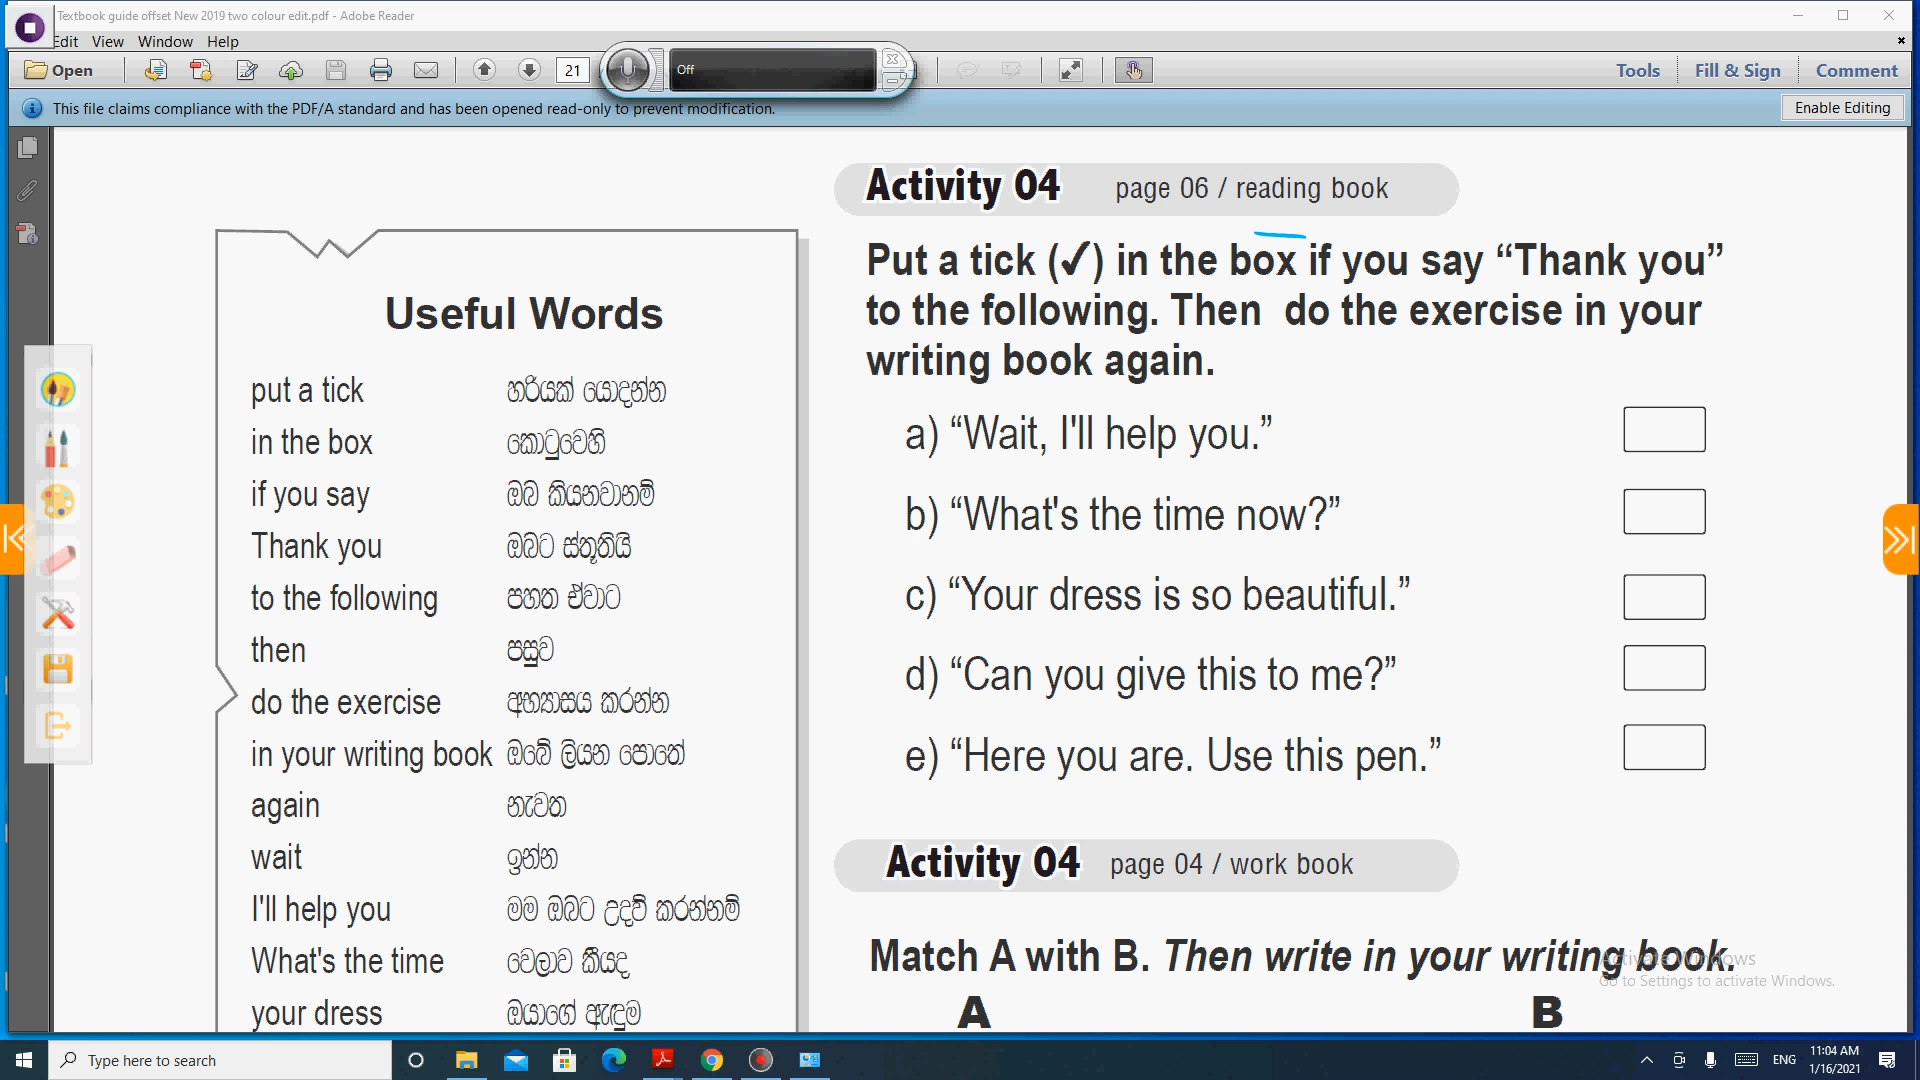 Textbook guide offset New 2019 two colour edit.pdf - Adobe Reader
Edit View Window Help
Open
21
Off
Tools Fill & Sign Comment
This file claims compliance with the PDF/A standard and has been opened read-only to prevent modification.
Enable Editing
Useful Words
put a tick හරියක් යොදන්න
in the box කොටුවෙහි
if you say ඔබ කියනවානම්
Thank you ඔබට ස්තූතියි
to the following පහත ඒවාට
then පසුව
do the exercise අභ්‍යාසය කරන්න
in your writing book ඔබේ ලියන පොතේ
again නැවත
wait ඉන්න
I'll help you මම ඔබට උදව් කරන්නම්
What's the time වෙලාව කීයද
your dress ඔයාගේ ඇඳුම
Activity 04 page 06 / reading book
Put a tick (✓) in the box if you say “Thank you”
to the following. Then do the exercise in your
writing book again.
a) “Wait, I'll help you.”
b) “What's the time now?”
c) “Your dress is so beautiful.”
d) “Can you give this to me?”
e) “Here you are. Use this pen.”
Activity 04 page 04 / work book
Match A with B. Then write in your writing book.
A B
Activate Windows
Go to Settings to activate Windows.
Type here to search
ENG
11:04 AM
1/16/2021